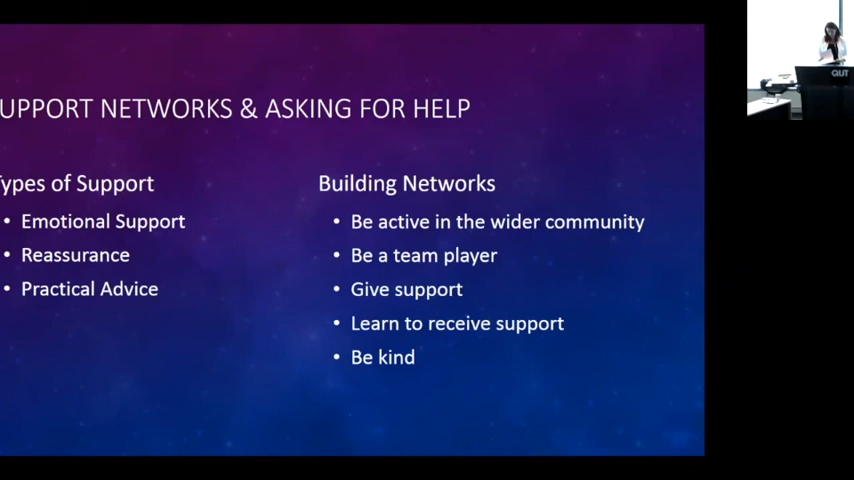 UPPORT NETWORKS & ASKING FOR HELP
Types of Support
• Emotional Support
• Reassurance
• Practical Advice
Building Networks
• Be active in the wider community
• Be a team player
• Give support
• Learn to receive support
• Be kind
QUT